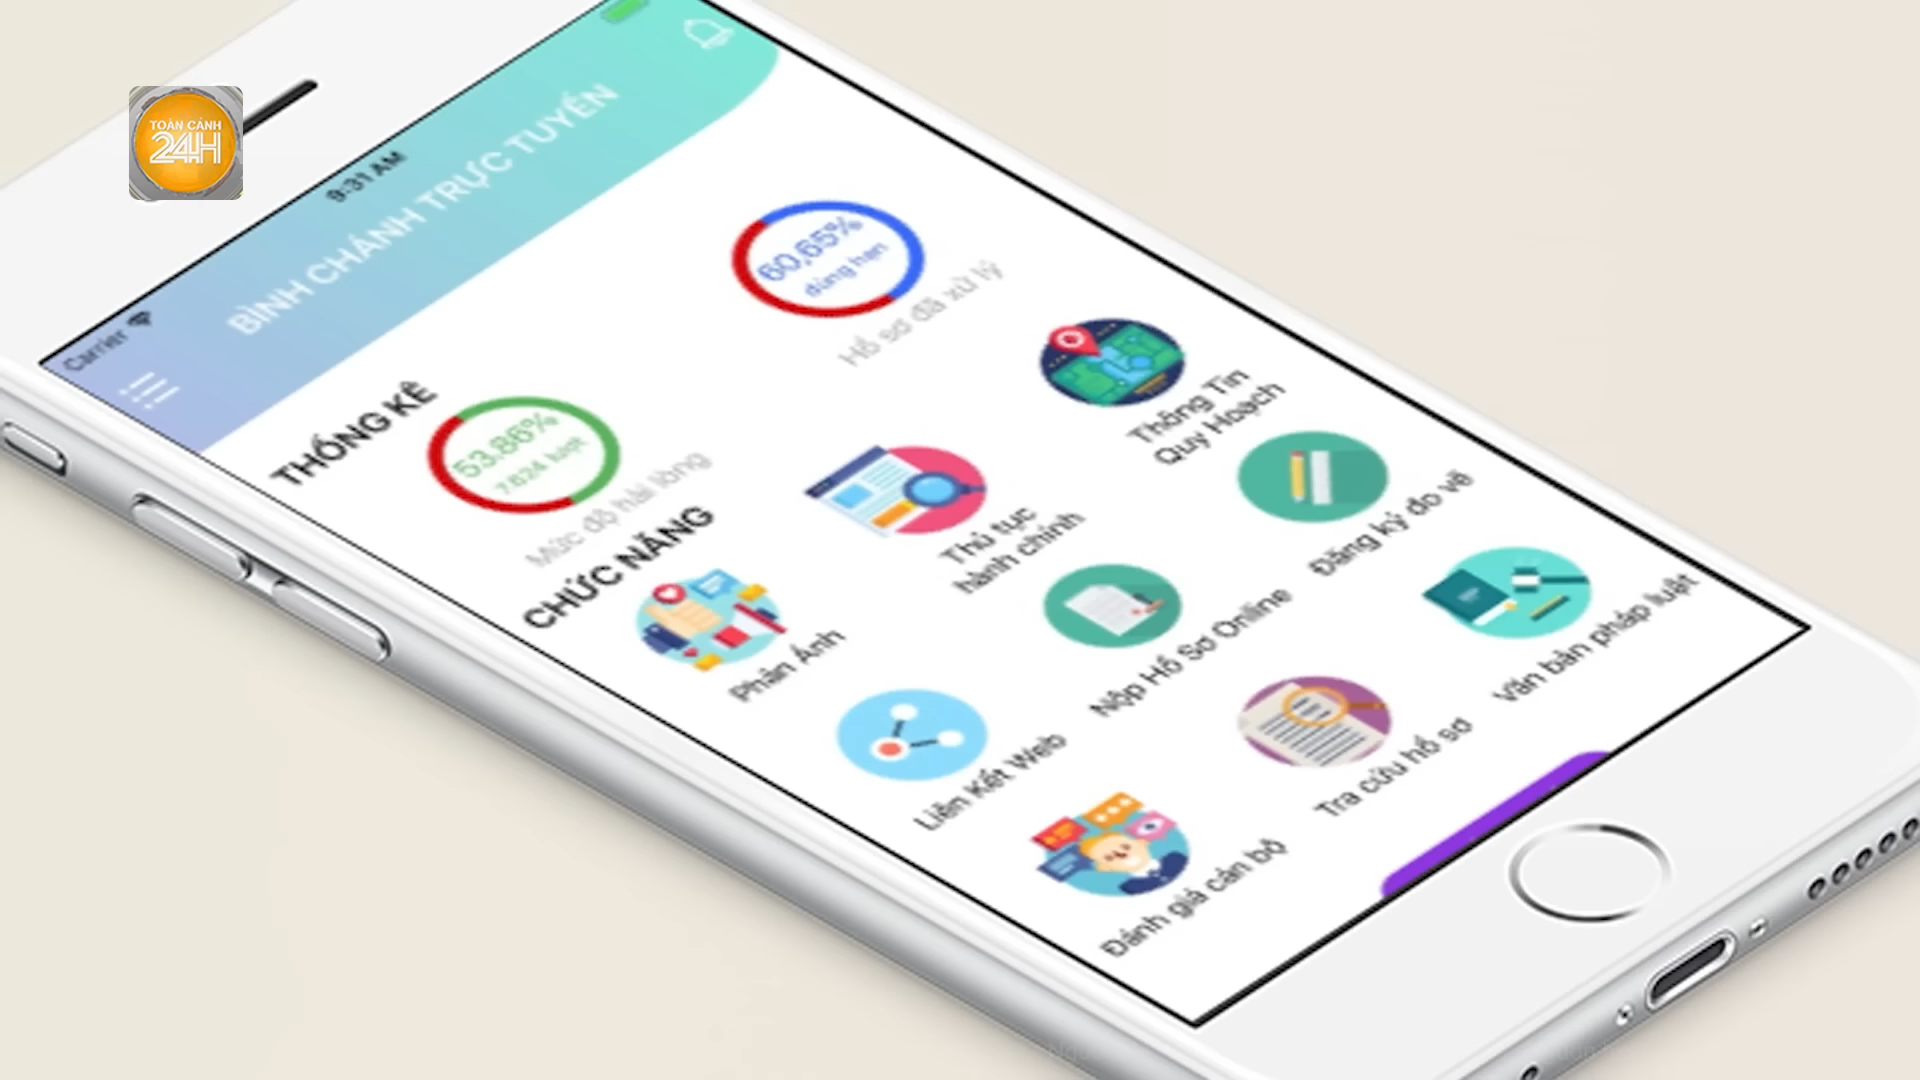 TOÀN CẢNH
24H
Carrier
9:31 AM
BÌNH CHÁNH TRỰC TUYẾN
THỐNG KÊ
53.86%
7624 lượt
Mức độ hài lòng
60,65%
đúng hạn
Hồ sơ đã xử lý
CHỨC NĂNG
Phản Ánh
Thủ tục
hành chính
Thông Tin
Quy Hoạch
Liên Kết Web
Nộp Hồ Sơ Online
Đăng ký đo vẽ
Đánh giá cán bộ
Tra cứu hồ sơ
Văn bản pháp luật